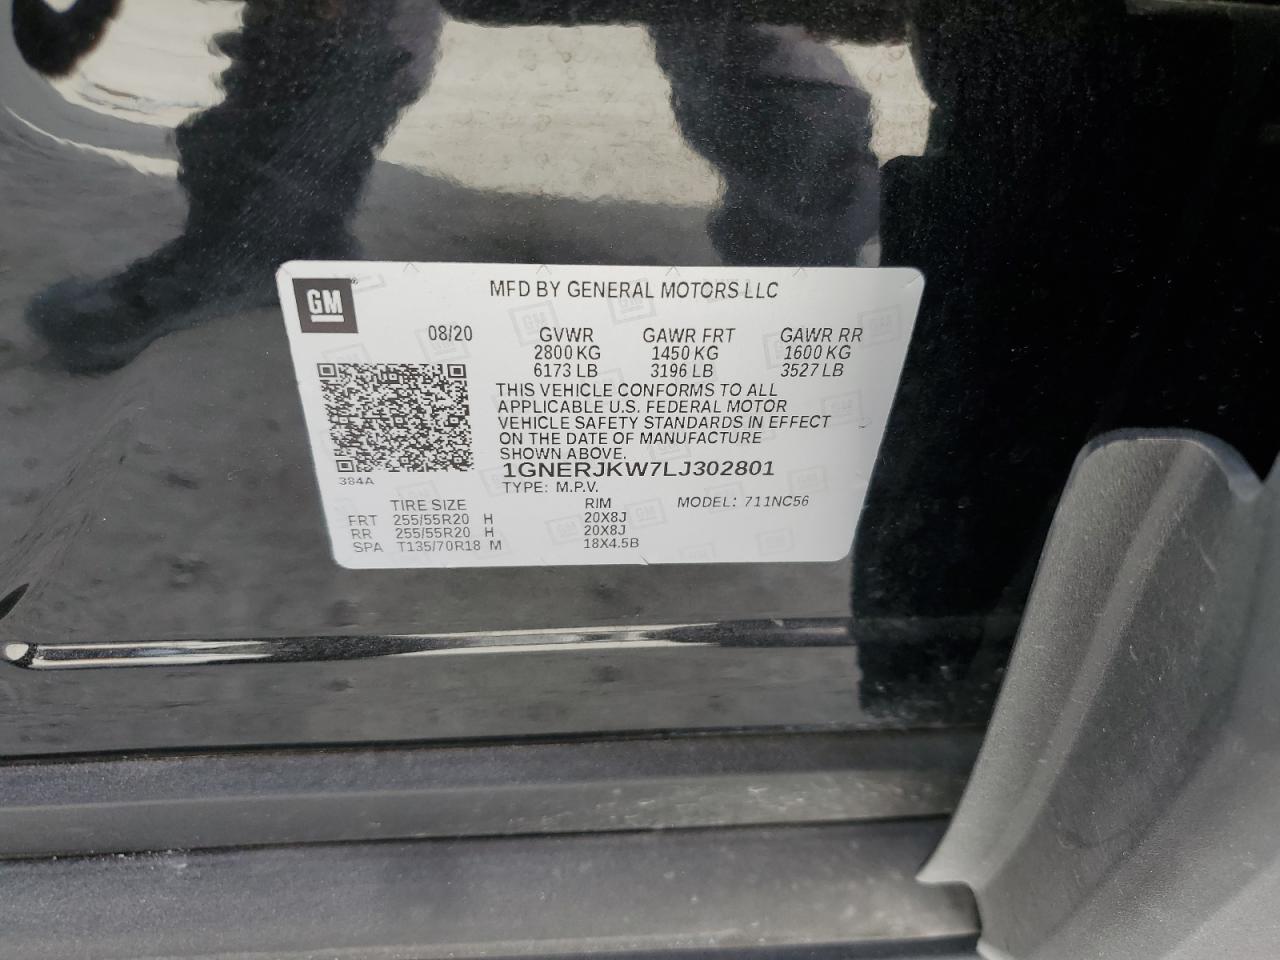 GM
MFD BY GENERAL MOTORS LLC
08/20 GVWR GAWR FRT GAWR RR
2800 KG 1450 KG 1600 KG
6173 LB 3196 LB 3527 LB
THIS VEHICLE CONFORMS TO ALL
APPLICABLE U.S. FEDERAL MOTOR
VEHICLE SAFETY STANDARDS IN EFFECT
ON THE DATE OF MANUFACTURE
SHOWN ABOVE.
1GNERJKW7LJ302801
384A
TYPE: M.P.V. MODEL: 711NC56
TIRE SIZE RIM
FRT 255/55R20 H 20X8J
RR 255/55R20 H 20X8J
SPA T135/70R18 M 18X4.5B